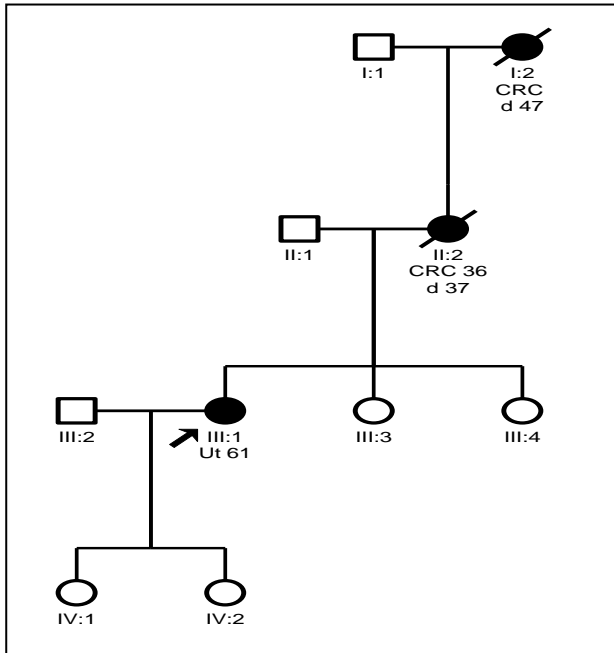 I:1
I:2
CRC
d 47
II:1
II:2
CRC 36
d 37
III:2
III:1
Ut 61
III:3
III:4
IV:1
IV:2